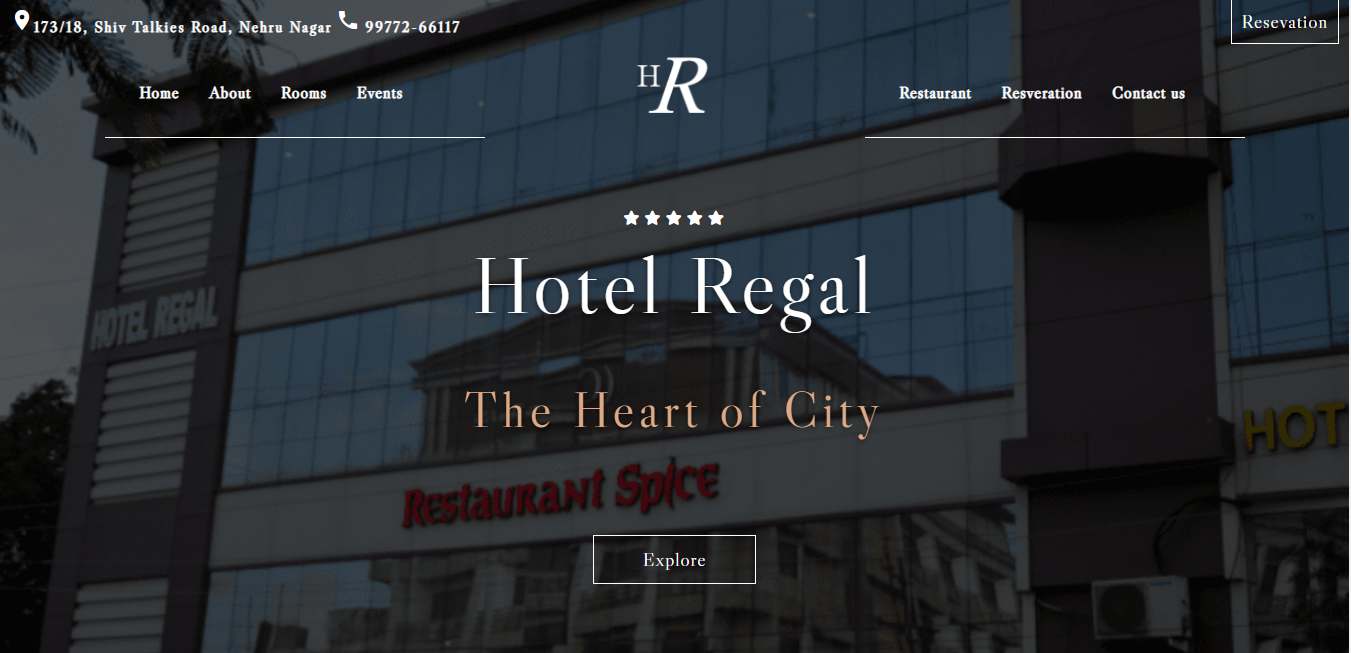 173/18, Shiv Talkies Road, Nehru Nagar 99772-66117
Resevation
Home About Rooms Events
HR
Restaurant Resveration Contact us
Hotel Regal
HOTEL REGAL
The Heart of City
HOT
Restaurant Spice
Explore